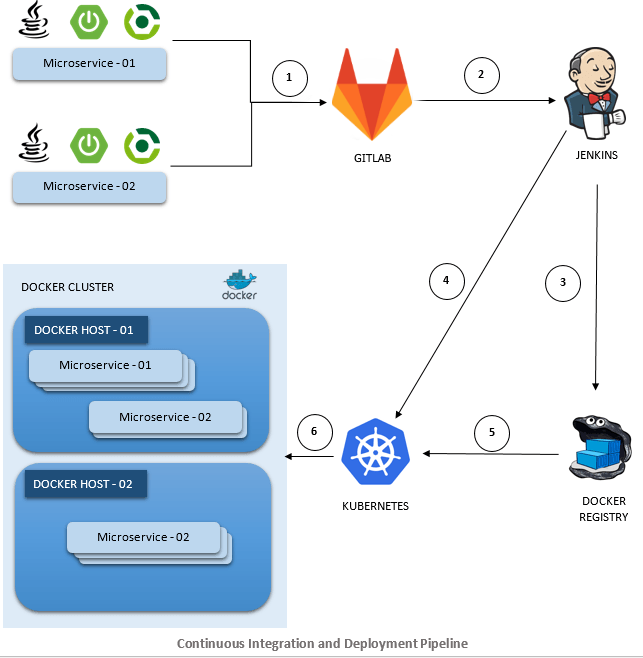 Microservice - 01
1
2
GITLAB
JENKINS
Microservice - 02
4
3
DOCKER CLUSTER
docker
DOCKER HOST - 01
Microservice - 01
Microservice - 02
6
5
KUBERNETES
DOCKER
REGISTRY
DOCKER HOST - 02
Microservice - 02
Continuous Integration and Deployment Pipeline